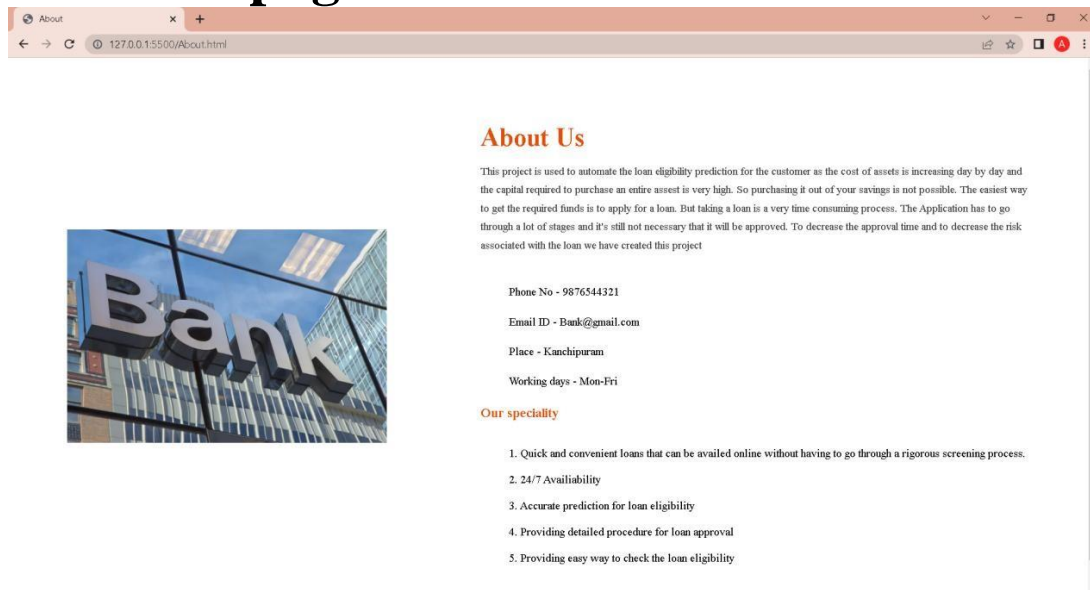 About
127.0.0.1:5500/About.html
A
About Us
This project is used to automate the loan eligibility prediction for the customer as the cost of assets is increasing day by day and
the capital required to purchase an entire assest is very high. So purchasing it out of your savings is not possible. The easiest way
to get the required funds is to apply for a loan. But taking a loan is a very time consuming process. The Application has to go
through a lot of stages and it's still not necessary that it will be approved. To decrease the approval time and to decrease the risk
associated with the loan we have created this project
Bank
Phone No - 9876544321
Email ID - Bank@gmail.com
Place - Kanchipuram
Working days - Mon-Fri
Our speciality
1. Quick and convenient loans that can be availed online without having to go through a rigorous screening process.
2. 24/7 Availiability
3. Accurate prediction for loan eligibility
4. Providing detailed procedure for loan approval
5. Providing easy way to check the loan eligibility